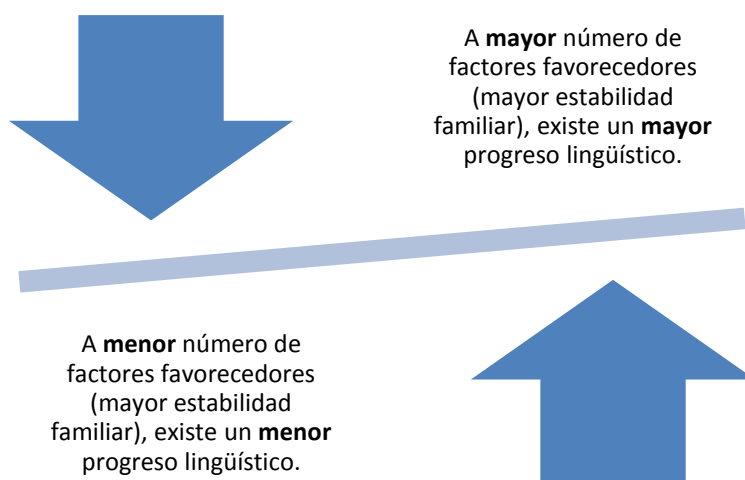 A mayor número de
factores favorecedores
(mayor estabilidad
familiar), existe un mayor
progreso lingüístico.
A menor número de
factores favorecedores
(mayor estabilidad
familiar), existe un menor
progreso lingüístico.